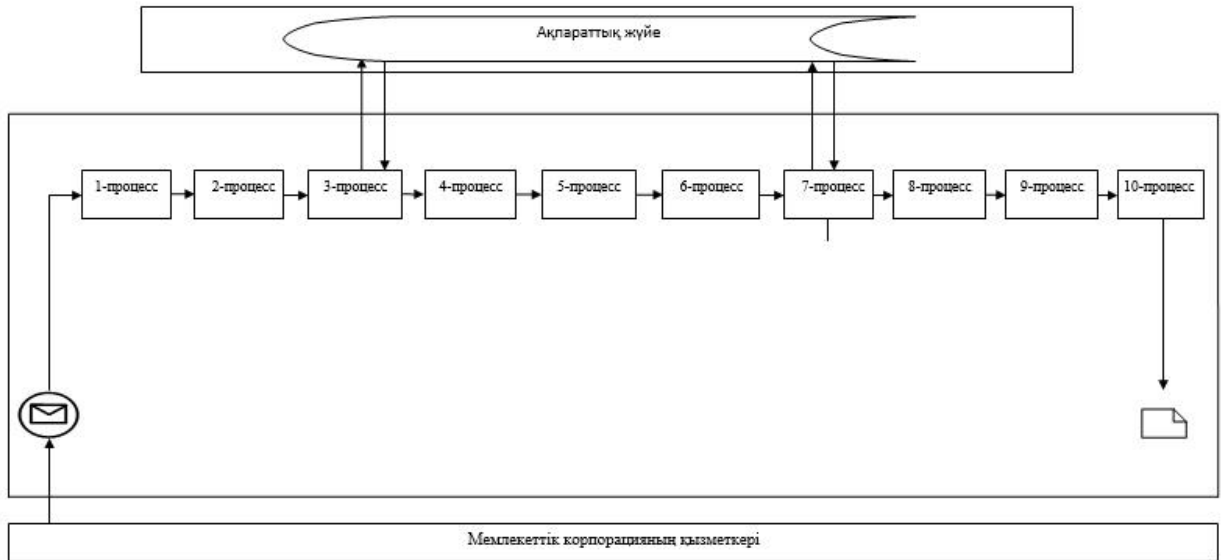 Ақпараттық жүйе
1-процесс
2-процесс
3-процесс
4-процесс
5-процесс
6-процесс
7-процесс
8-процесс
9-процесс
10-процесс
Мемлекеттік корпорацияның қызметкері